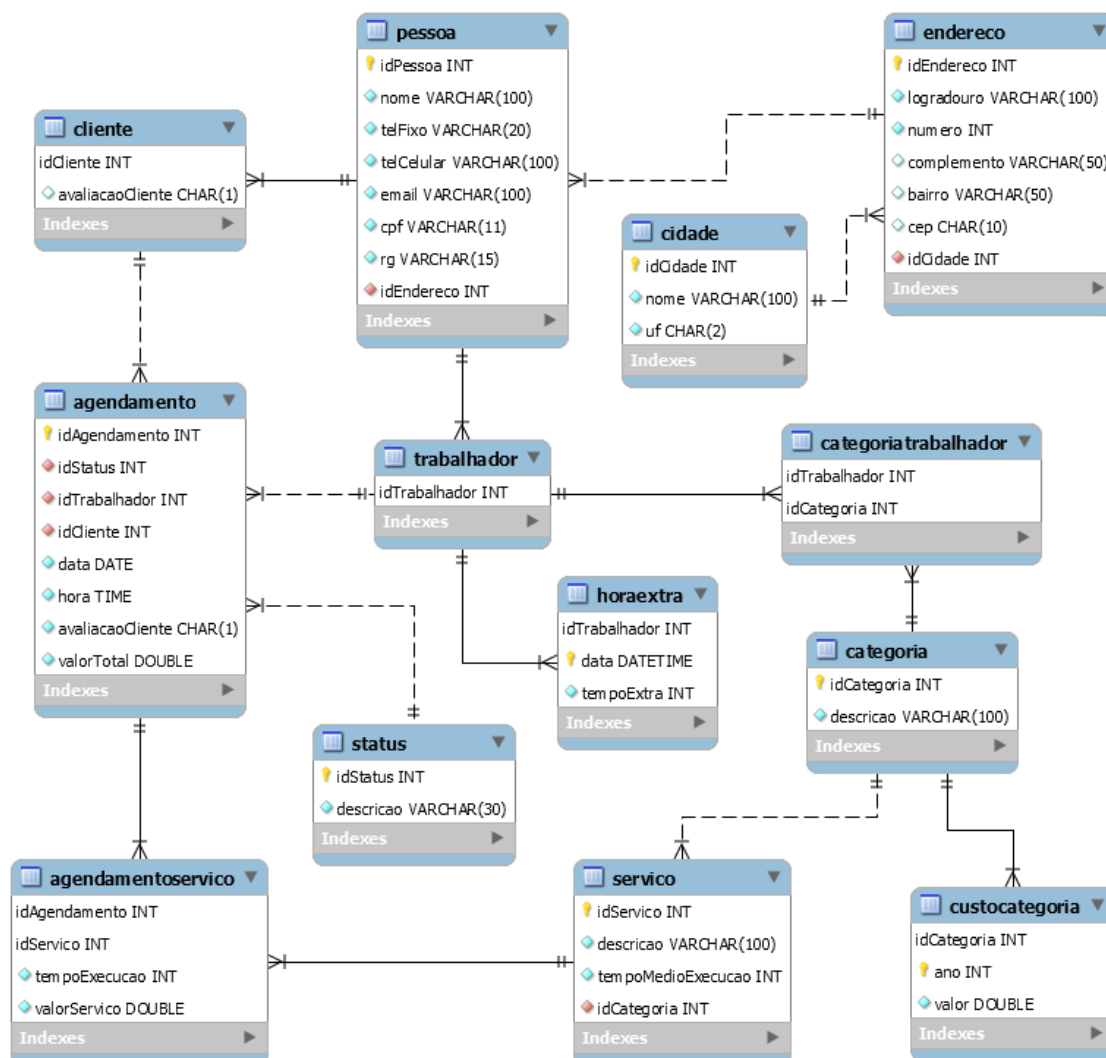 pessoa
idPessoa INT
nome VARCHAR(100)
telFixo VARCHAR(20)
telCelular VARCHAR(100)
email VARCHAR(100)
cpf VARCHAR(11)
rg VARCHAR(15)
idEndereco INT
Indexes
endereco
idEndereco INT
logradouro VARCHAR(100)
numero INT
complemento VARCHAR(50)
bairro VARCHAR(50)
cep CHAR(10)
idCidade INT
Indexes
cliente
idCliente INT
avaliacaoCliente CHAR(1)
Indexes
cidade
idCidade INT
nome VARCHAR(100)
uf CHAR(2)
Indexes
agendamento
idAgendamento INT
idStatus INT
idTrabalhador INT
idCliente INT
data DATE
hora TIME
avaliacaoCliente CHAR(1)
valorTotal DOUBLE
Indexes
trabalhador
idTrabalhador INT
Indexes
categoriatrabalhador
idTrabalhador INT
idCategoria INT
Indexes
horaextra
idTrabalhador INT
data DATETIME
tempoExtra INT
Indexes
categoria
idCategoria INT
descricao VARCHAR(100)
Indexes
status
idStatus INT
descricao VARCHAR(30)
Indexes
agendamentoservico
idAgendamento INT
idServico INT
tempoExecucao INT
valorServico DOUBLE
Indexes
servico
idServico INT
descricao VARCHAR(100)
tempoMedioExecucao INT
idCategoria INT
Indexes
custocategoria
idCategoria INT
ano INT
valor DOUBLE
Indexes